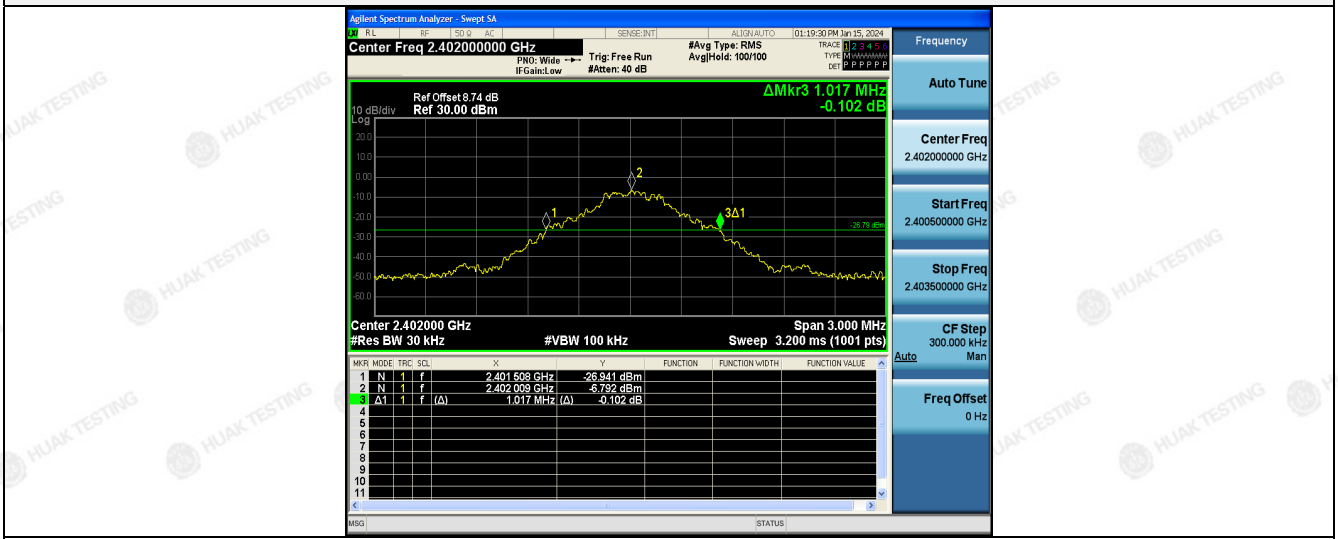 Agilent Spectrum Analyzer - Swept SA
RL RF 50 Ω AC SENSE:INT ALIGN AUTO 01:19:30 PM Jan 15, 2024
Center Freq 2.402000000 GHz
PNO: Wide
IFGain:Low
Trig: Free Run
#Atten: 40 dB
#Avg Type: RMS
Avg|Hold: 100/100
TRACE 1 2 3 4 5 6
TYPE M
DET P P P P P P
Ref Offset 8.74 dB
Ref 30.00 dBm
10 dB/div
Log
ΔMkr3 1.017 MHz
-0.102 dB
20.0
10.0
0.00
-10.0
-20.0
-30.0
-40.0
-50.0
-60.0
1
2
3Δ1
-26.78 dBm
Center 2.402000 GHz Span 3.000 MHz
#Res BW 30 kHz #VBW 100 kHz Sweep 3.200 ms (1001 pts)
MKR MODE TRC SCL X Y FUNCTION FUNCTION WIDTH FUNCTION VALUE
1 N 1 f 2.401 508 GHz -26.941 dBm
2 N 1 f 2.402 009 GHz -6.792 dBm
3 Δ1 1 f (Δ) 1.017 MHz (Δ) -0.102 dB
4
5
6
7
8
9
10
11
MSG STATUS
Frequency
Auto Tune
Center Freq
2.402000000 GHz
Start Freq
2.400500000 GHz
Stop Freq
2.403500000 GHz
CF Step
300.000 kHz
Auto Man
Freq Offset
0 Hz
HUAK TESTING
HUAK TESTING
HUAK TESTING
HUAK TESTING
HUAK TESTING
HUAK TESTING
HUAK TESTING